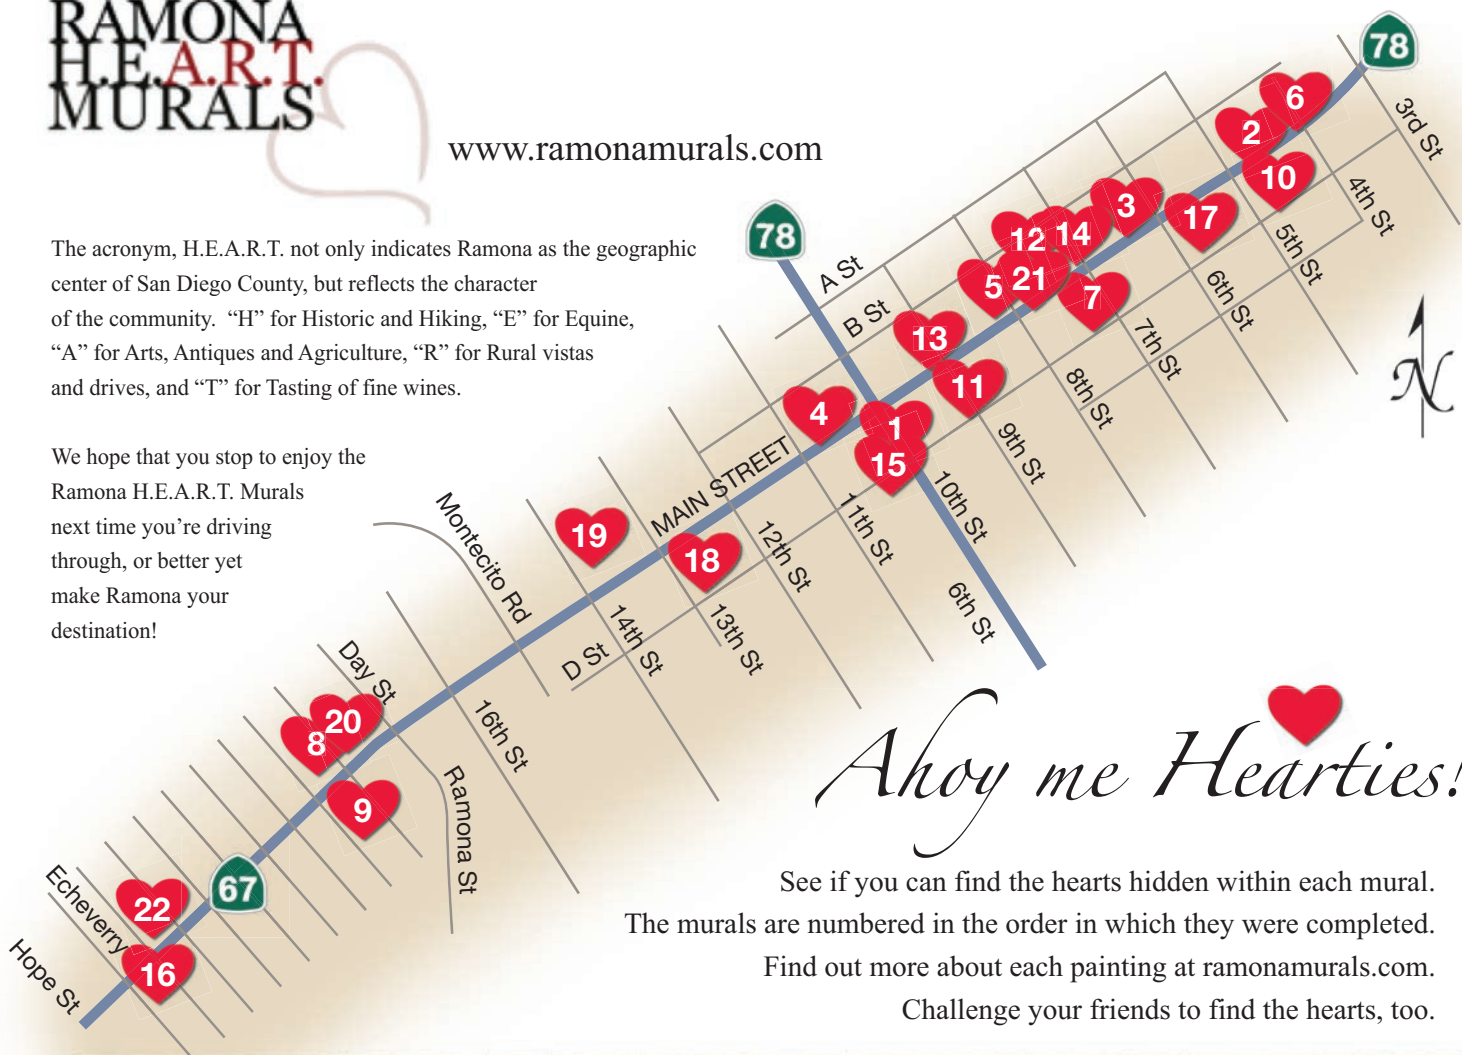 RAMONA
H.E.A.R.T.
MURALS
www.ramonamurals.com
The acronym, H.E.A.R.T. not only indicates Ramona as the geographic
center of San Diego County, but reflects the character
of the community. “H” for Historic and Hiking, “E” for Equine,
“A” for Arts, Antiques and Agriculture, “R” for Rural vistas
and drives, and “T” for Tasting of fine wines.
We hope that you stop to enjoy the
Ramona H.E.A.R.T. Murals
next time you’re driving
through, or better yet
make Ramona your
destination!
78
78
67
6
2
10
3
17
12
14
5
21
7
13
11
4
1
15
19
18
20
8
9
22
16
3rd St
4th St
5th St
6th St
7th St
8th St
9th St
10th St
11th St
12th St
13th St
14th St
16th St
6th St
A St
B St
D St
MAIN STREET
Montecito Rd
Day St
Ramona St
Echeverry
Hope St
N
Ahoy me Hearties!
See if you can find the hearts hidden within each mural.
The murals are numbered in the order in which they were completed.
Find out more about each painting at ramonamurals.com.
Challenge your friends to find the hearts, too.